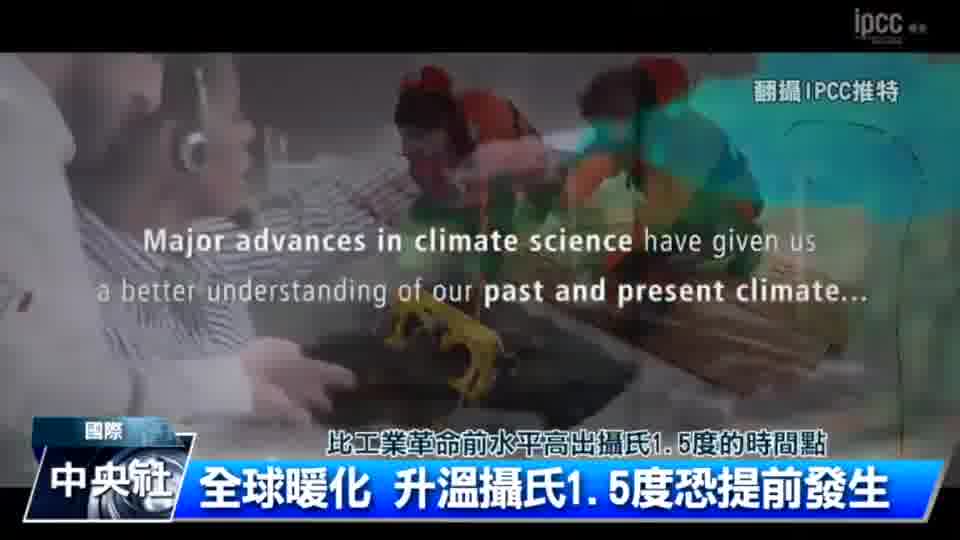 ipcc
翻攝IPCC推特
Major advances in climate science have given us
a better understanding of our past and present climate...
比工業革命前水平高出攝氏1.5度的時間點
國際
中央社
全球暖化 升溫攝氏1.5度恐提前發生